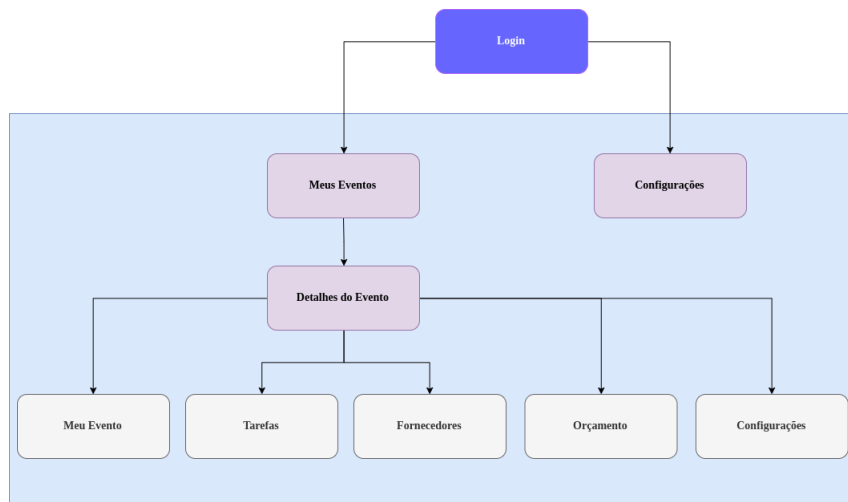 Login
Meus Eventos
Configurações
Detalhes do Evento
Meu Evento
Tarefas
Fornecedores
Orçamento
Configurações